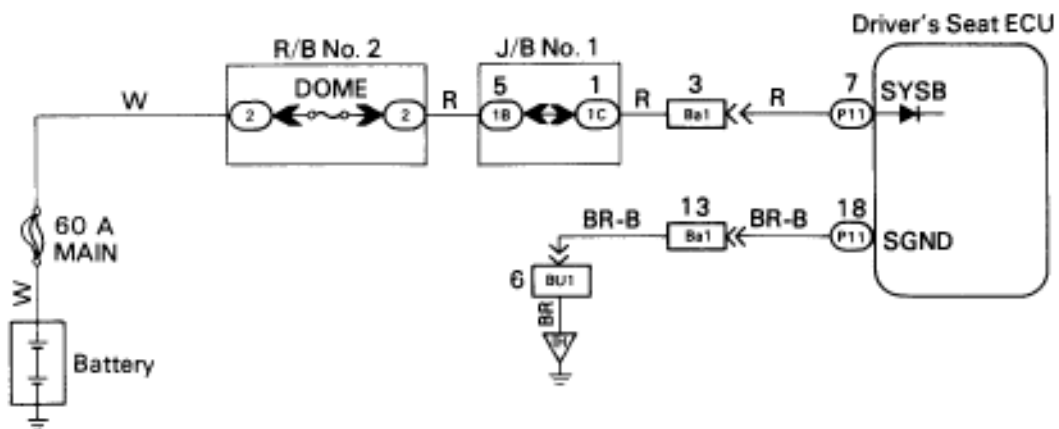 Driver's Seat ECU
R/B No. 2
J/B No. 1
DOME
5
1
3
7
SYSB
W
R
R
R
2
2
1B
1C
Ba1
P11
60 A
MAIN
13
18
BR-B
BR-B
Ba1
P11
SGND
6
BU1
W
BR
Battery